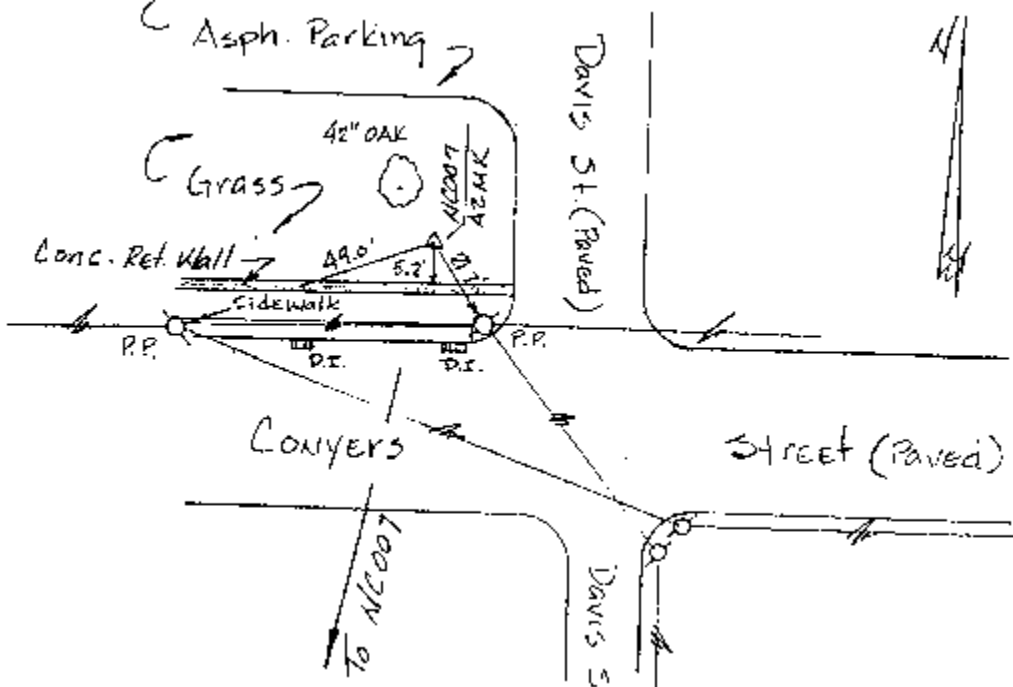 Asph. Parking
Davis St. (Paved)
N
42" OAK
NC007
AZ MK
Grass
Conc. Ret. Wall
49.0'
5.2'
Sidewalk
P.P.
P.P.
D.I.
D.I.
Conyers
Street (Paved)
To NC007
Davis S